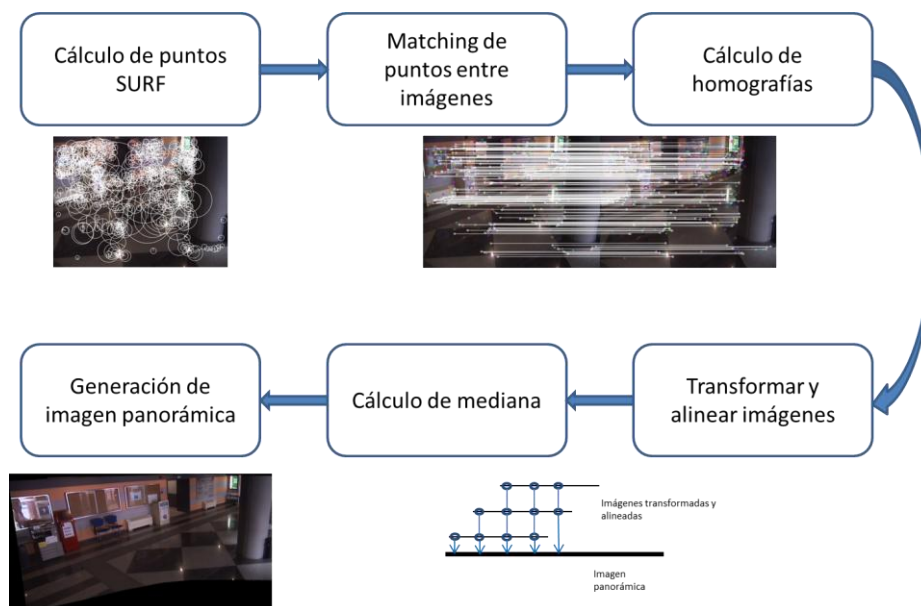 Cálculo de puntos
SURF
Matching de
puntos entre
imágenes
Cálculo de
homografías
Generación de
imagen panorámica
Cálculo de mediana
Transformar y
alinear imágenes
Imágenes transformadas y
alineadas
Imagen
panorámica